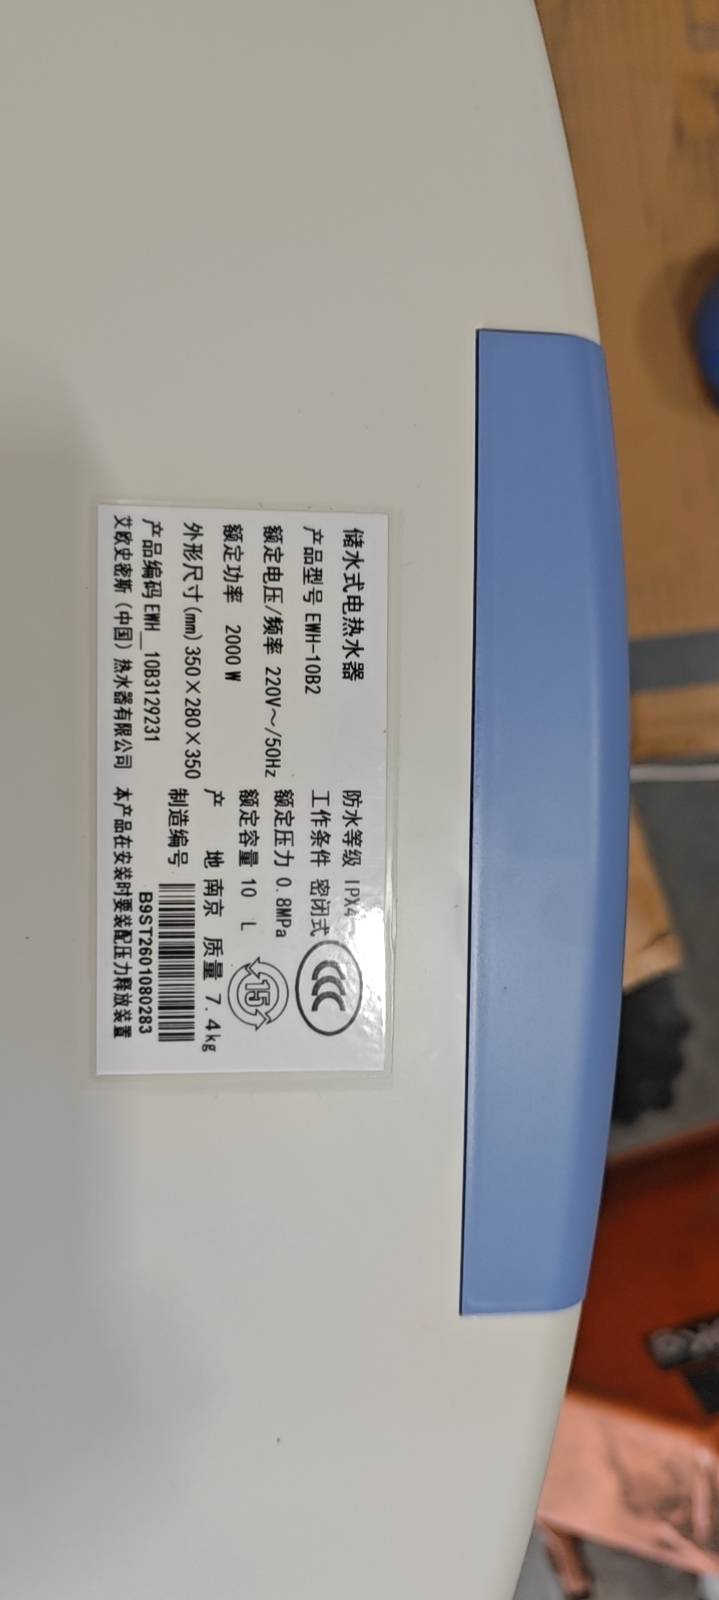 储水式电热水器
产品型号 EWH-10B2
额定电压/频率 220V~/50Hz
额定功率 2000 W
外形尺寸(mm) 350×280×350
产品编码 EWH__10B3129231
艾欧史密斯(中国)热水器有限公司
防水等级 IPX4
工作条件 密闭式
额定压力 0.8MPa
额定容量 10 L
产 地 南京 质量 7.4kg
制造编号
B9ST2601080283
本产品在安装时要装配压力释放装置
CCC
15